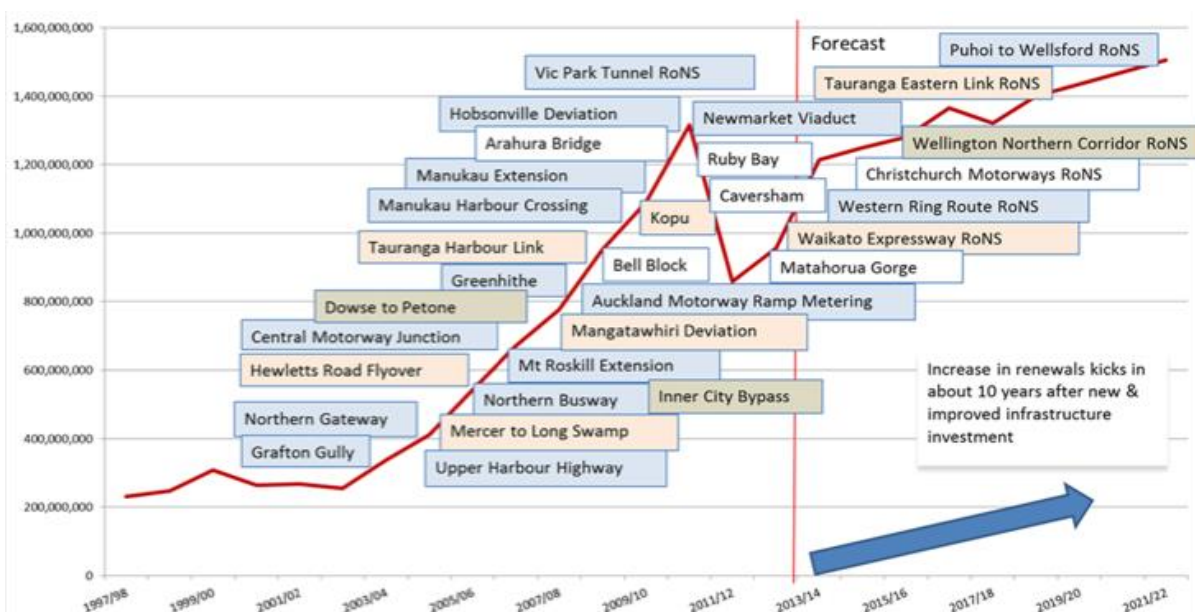 1,600,000,000
1,400,000,000
1,200,000,000
1,000,000,000
800,000,000
600,000,000
400,000,000
200,000,000
0
Forecast
Puhoi to Wellsford RoNS
Vic Park Tunnel RoNS
Tauranga Eastern Link RoNS
Hobsonville Deviation
Newmarket Viaduct
Arahura Bridge
Wellington Northern Corridor RoNS
Ruby Bay
Manukau Extension
Christchurch Motorways RoNS
Caversham
Manukau Harbour Crossing
Western Ring Route RoNS
Kopu
Tauranga Harbour Link
Waikato Expressway RoNS
Bell Block
Matahorua Gorge
Greenhithe
Dowse to Petone
Auckland Motorway Ramp Metering
Central Motorway Junction
Mangatawhiri Deviation
Hewletts Road Flyover
Mt Roskill Extension
Increase in renewals kicks in
about 10 years after new &
improved infrastructure
investment
Northern Busway
Inner City Bypass
Northern Gateway
Mercer to Long Swamp
Grafton Gully
Upper Harbour Highway
1997/98
1999/00
2001/02
2003/04
2005/06
2007/08
2009/10
2011/12
2013/14
2015/16
2017/18
2019/20
2021/22